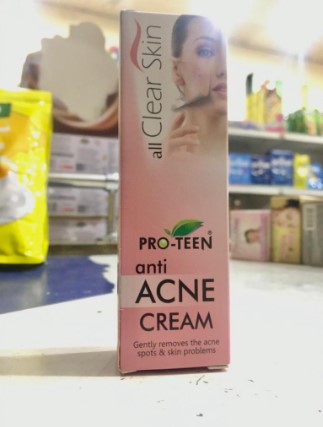 all Clear Skin
PRO-TEEN®
anti
ACNE
CREAM
Gently removes the acne
spots & skin problems